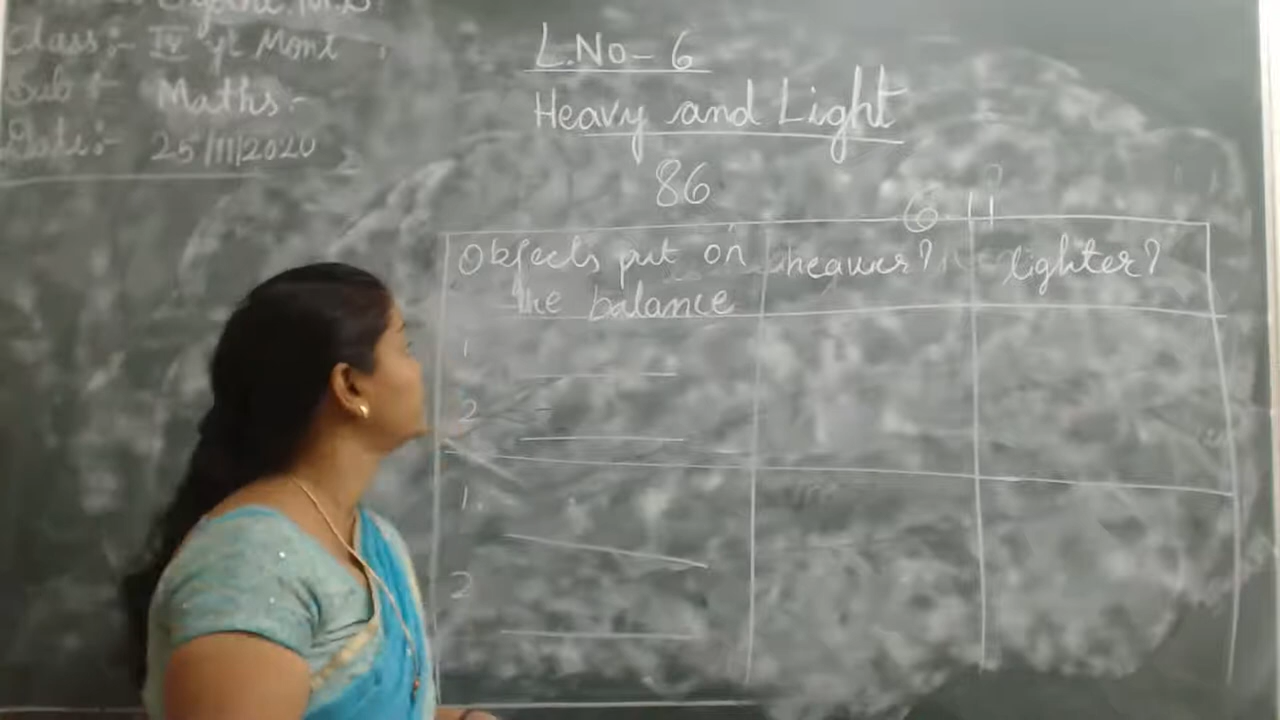 Class:- IV yr Mont
Sub:- Maths:-
Date:- 25/11/2020
L.No- 6
Heavy and Light
86
Objects put on the balance
heavier?
lighter?
1
2
1.
2